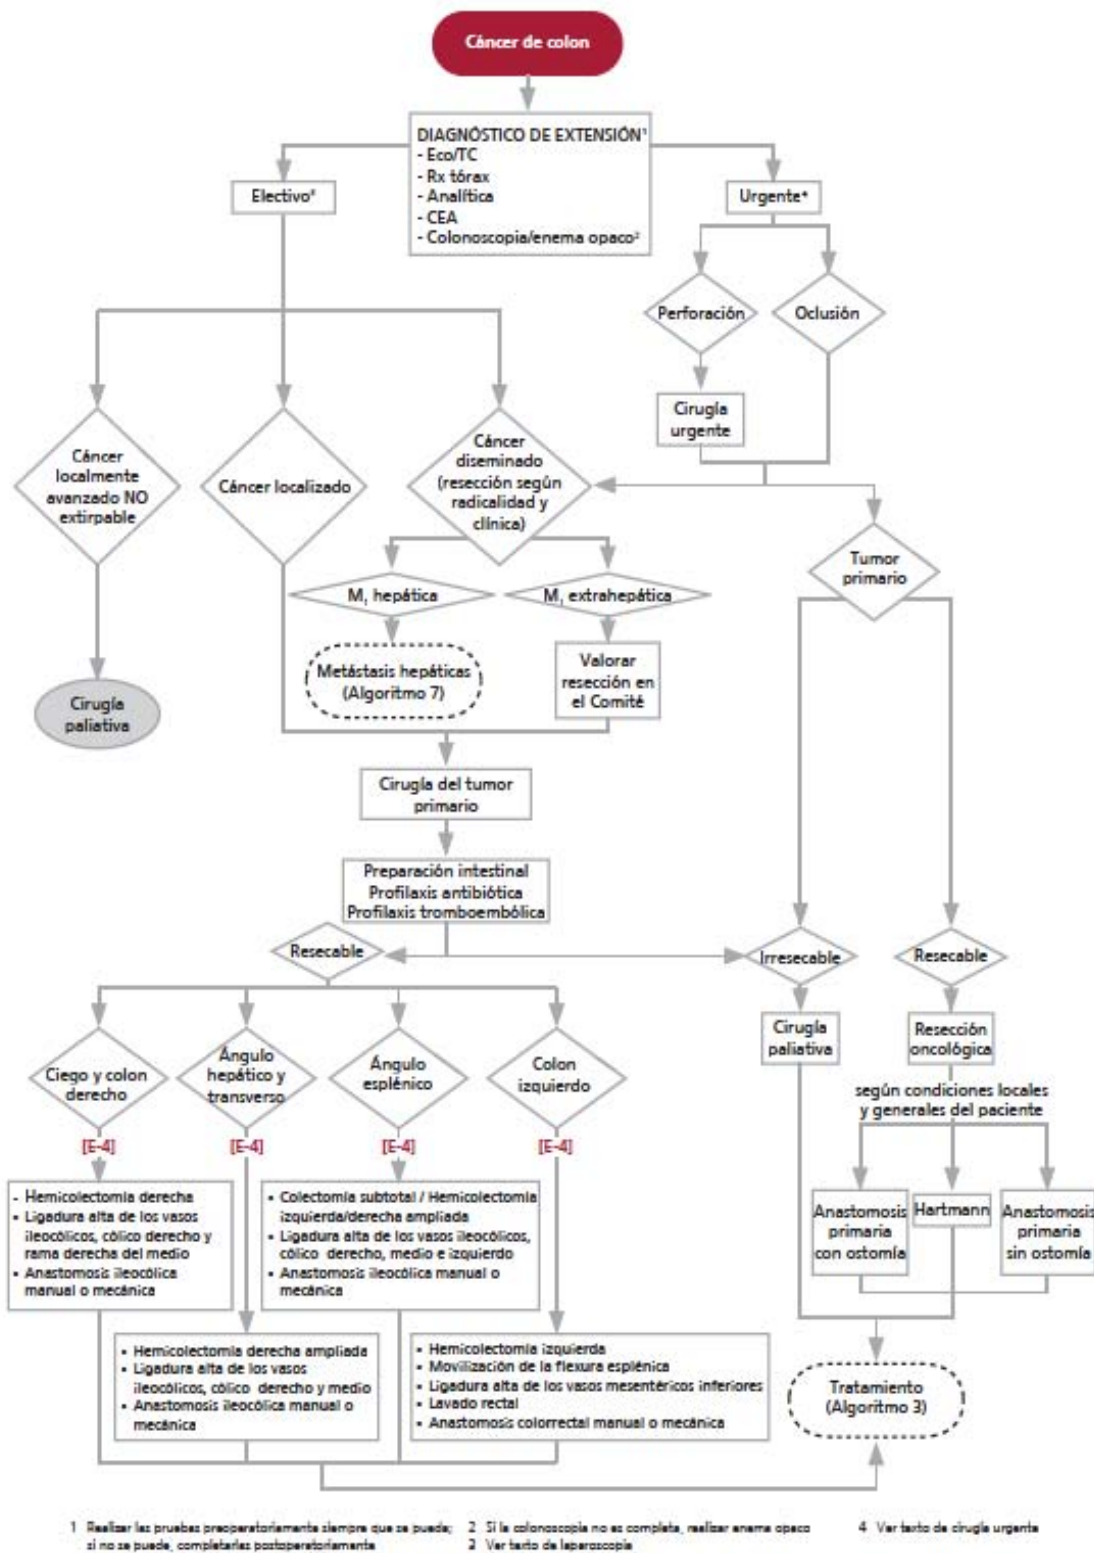 Cáncer de colon
DIAGNÓSTICO DE EXTENSIÓN¹
- Eco/TC
- Rx tórax
- Analítica
- CEA
- Colonoscopia/enema opaco²
Electivo³
Urgente⁴
Perforación
Oclusión
Cirugía
urgente
Cáncer
localmente
avanzado NO
extirpable
Cáncer localizado
Cáncer
diseminado
(resección según
radicalidad y
clínica)
Tumor
primario
M₁ hepática
M₁ extrahepática
Metástasis hepáticas
(Algoritmo 7)
Valorar
resección en
el Comité
Cirugía
paliativa
Cirugía del tumor
primario
Preparación intestinal
Profilaxis antibiótica
Profilaxis tromboembólica
Resecable
Irresecable
Resecable
Cirugía
paliativa
Resección
oncológica
según condiciones locales
y generales del paciente
Ciego y colon
derecho
Ángulo
hepático y
transverso
Ángulo
esplénico
Colon
izquierdo
[E-4]
[E-4]
[E-4]
[E-4]
- Hemicolectomía derecha
▪ Ligadura alta de los vasos
ileocólicos, cólico derecho y
rama derecha del medio
▪ Anastomosis ileocólica
manual o mecánica
▪ Colectomía subtotal / Hemicolectomía
izquierda/derecha ampliada
▪ Ligadura alta de los vasos ileocólicos,
cólico derecho, medio e izquierdo
▪ Anastomosis ileocólica manual o
mecánica
Anastomosis
primaria
con ostomía
Hartmann
Anastomosis
primaria
sin ostomía
▪ Hemicolectomía derecha ampliada
▪ Ligadura alta de los vasos
ileocólicos, cólico derecho y medio
▪ Anastomosis ileocólica manual o
mecánica
▪ Hemicolectomía izquierda
▪ Movilización de la flexura esplénica
▪ Ligadura alta de los vasos mesentéricos inferiores
▪ Lavado rectal
▪ Anastomosis colorrectal manual o mecánica
Tratamiento
(Algoritmo 3)
1 Realizar las pruebas preoperatoriamente siempre que se pueda;
si no se puede, completarlas postoperatoriamente
2 Si la colonoscopia no es completa, realizar enema opaco
3 Ver texto de laparoscopia
4 Ver texto de cirugía urgente